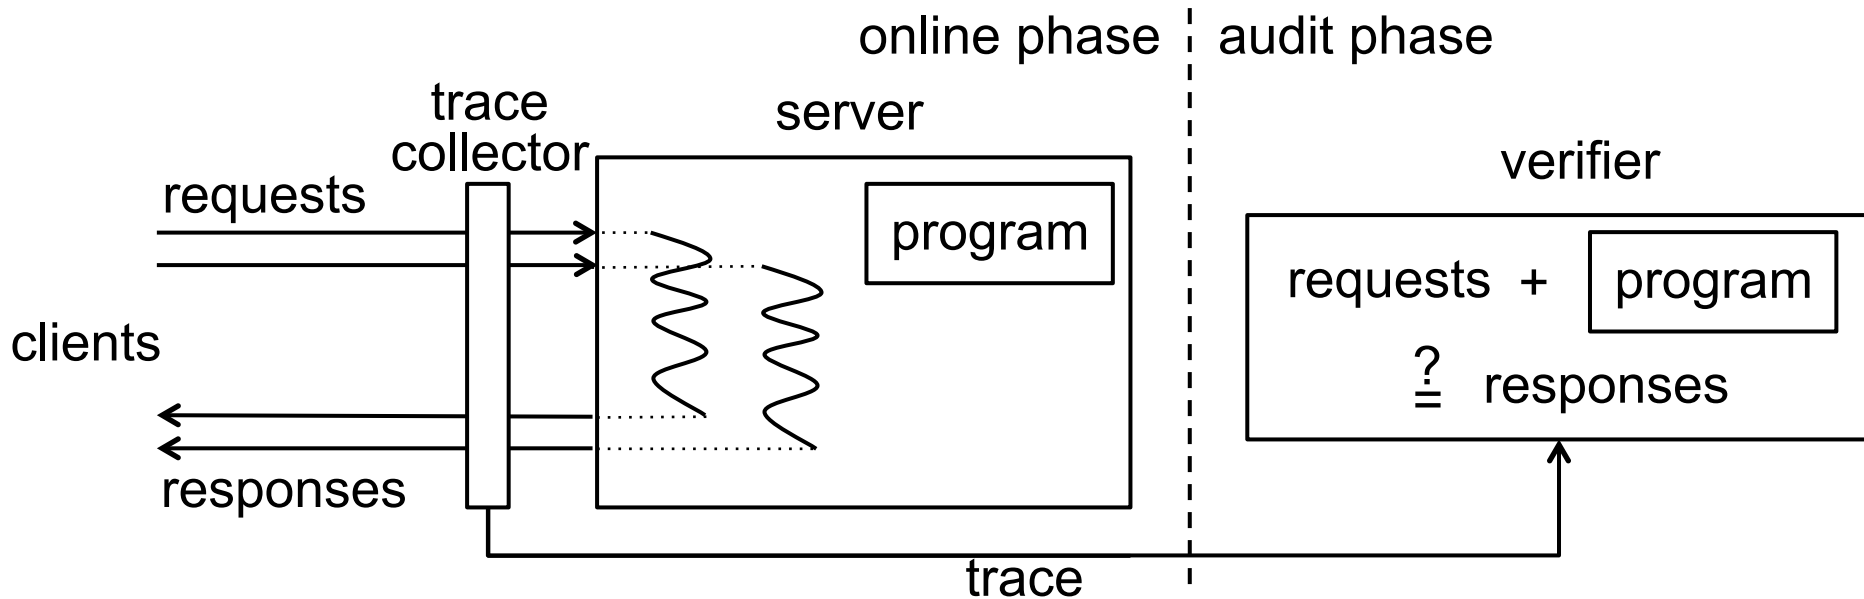 online phase
audit phase
trace
collector
server
verifier
requests
program
requests +
program
clients
? =
responses
responses
trace